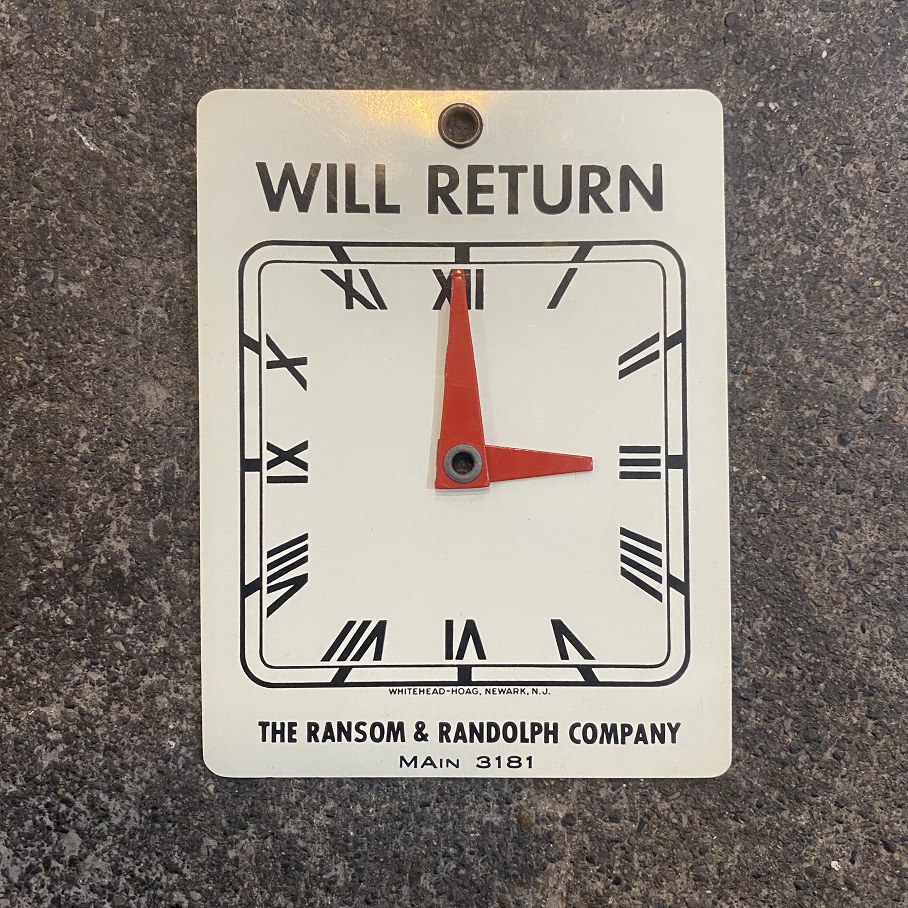 WILL RETURN
XI XII I
X II
IX III
VIII IIII
VII VI V
WHITEHEAD-HOAG, NEWARK, N.J.
THE RANSOM & RANDOLPH COMPANY
MAIN 3181